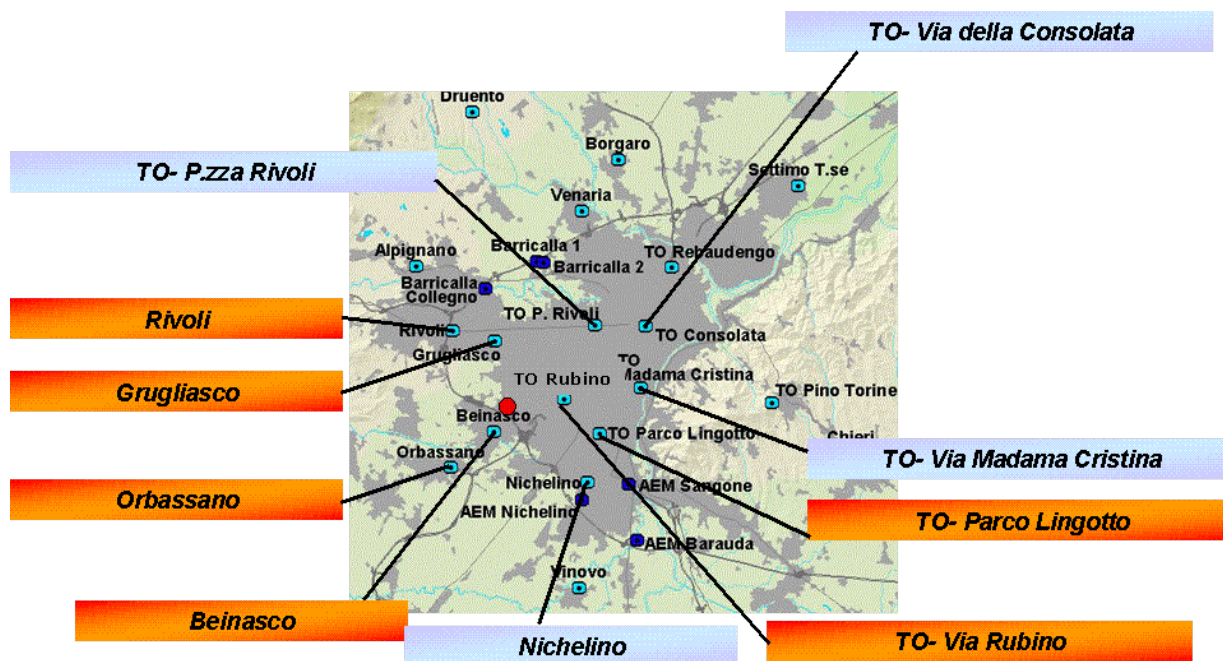 TO- Via della Consolata
Druento
Borgaro
TO- P.zza Rivoli
Settimo T.se
Venaria
Barricalla 1
TO Rebaudengo
Alpignano
Barricalla 2
Barricalla
Collegno
Rivoli
TO P. Rivoli
Rivoli
TO Consolata
Grugliasco
TO
Madama Cristina
Grugliasco
TO Rubino
TO Pino Torine
Beinasco
TO Parco Lingotto
Chieri
Orbassano
TO- Via Madama Cristina
Nichelino
AEM Sangone
Orbassano
AEM Nichelino
TO- Parco Lingotto
AEM Barauda
Vinovo
Beinasco
Nichelino
TO- Via Rubino